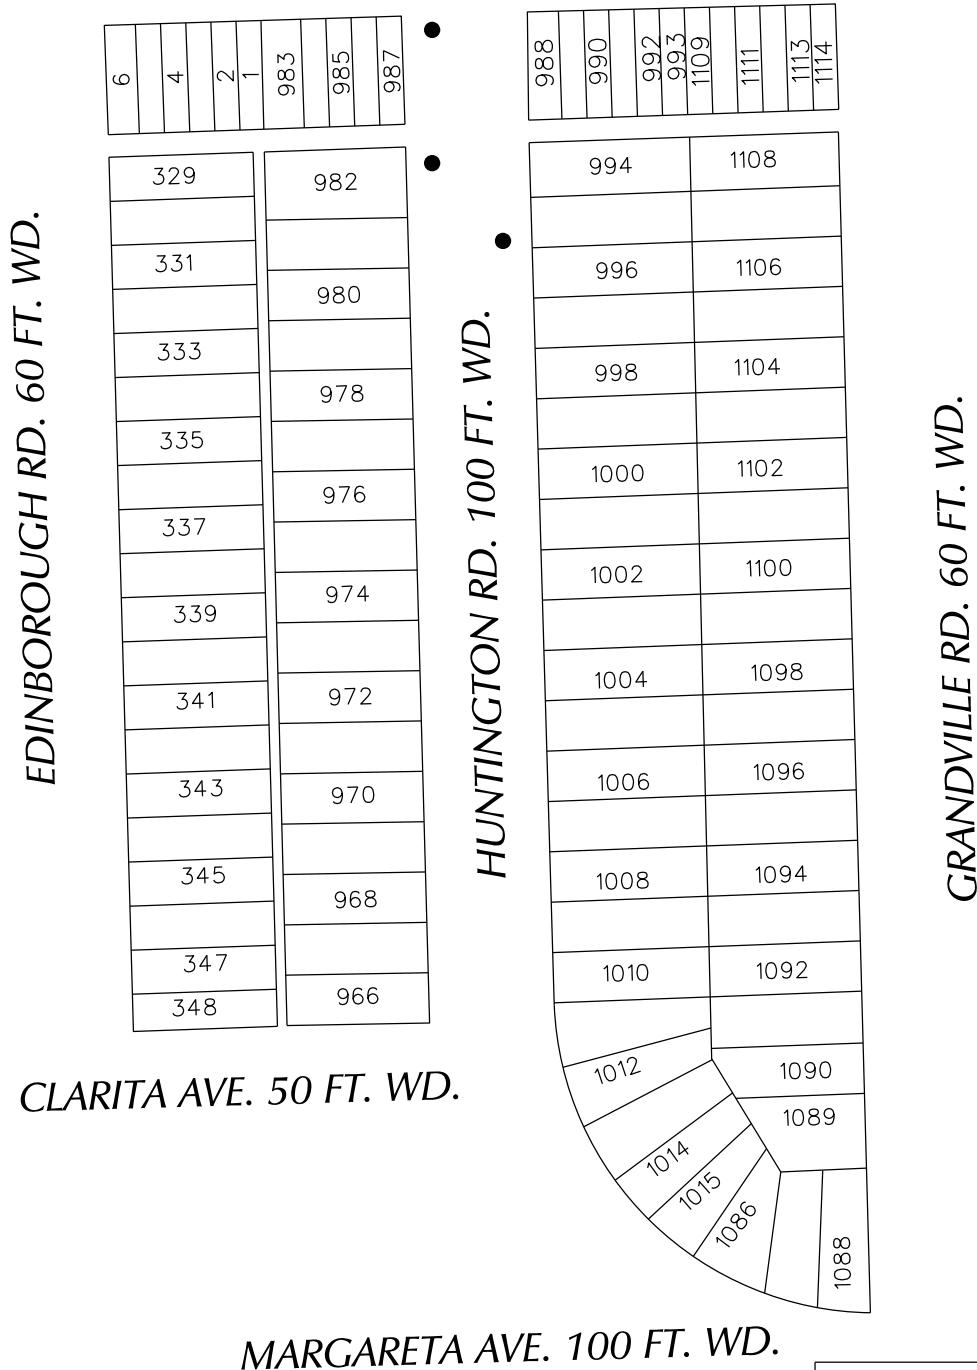 6 4 2 1 983 985 987
988 990 992 993 1109 1111 1113 1114
329 982 994 1108
331 980 996 1106
333 978 998 1104
335 976 1000 1102
337 974 1002 1100
339 972 1004 1098
341 970 1006 1096
343 968 1008 1094
345 966 1010 1092
347
348
1012 1090
1014 1089
1015
1086
1088
EDINBOROUGH RD. 60 FT. WD.
HUNTINGTON RD. 100 FT. WD.
GRANDVILLE RD. 60 FT. WD.
CLARITA AVE. 50 FT. WD.
MARGARETA AVE. 100 FT. WD.